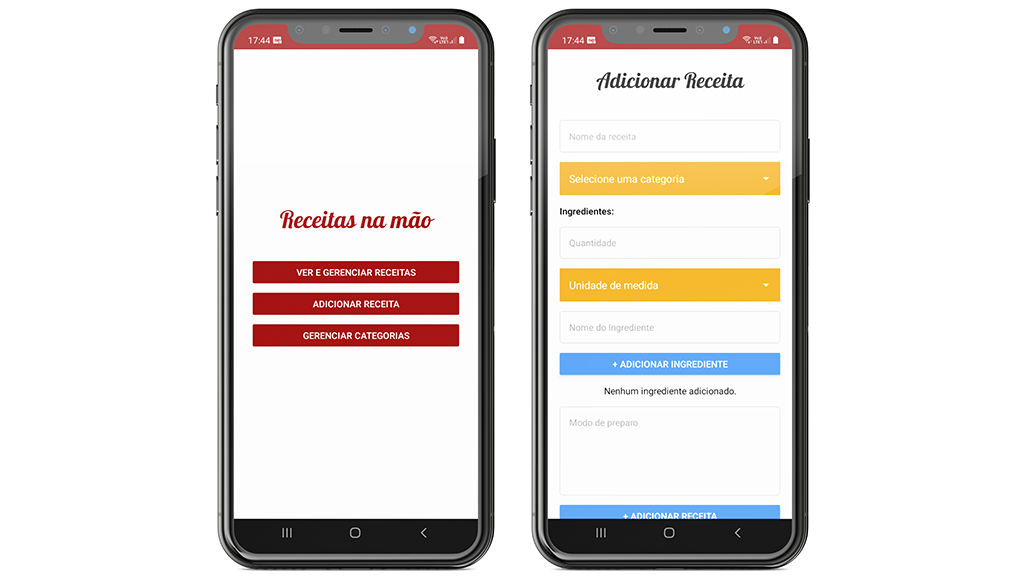 17:44
Receitas na mão
VER E GERENCIAR RECEITAS
ADICIONAR RECEITA
GERENCIAR CATEGORIAS
17:44
Adicionar Receita
Nome da receita
Selecione uma categoria
Ingredientes:
Quantidade
Unidade de medida
Nome do Ingrediente
+ ADICIONAR INGREDIENTE
Nenhum ingrediente adicionado.
Modo de preparo
+ ADICIONAR RECEITA